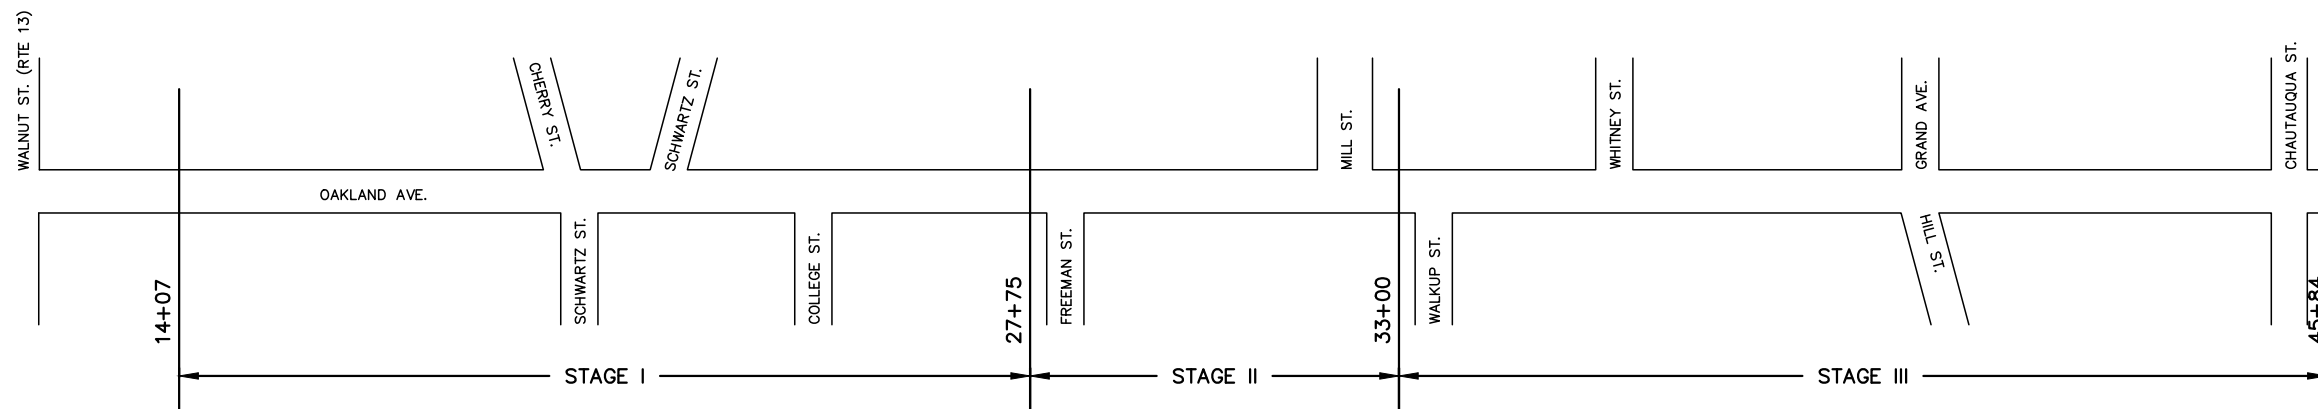 WALNUT ST. (RTE 13)
CHERRY ST.
SCHWARTZ ST.
MILL ST.
WHITNEY ST.
GRAND AVE.
CHAUTAUQUA ST.
OAKLAND AVE.
SCHWARTZ ST.
COLLEGE ST.
FREEMAN ST.
WALKUP ST.
HILL ST.
14+07
27+75
33+00
45+84
STAGE I
STAGE II
STAGE III